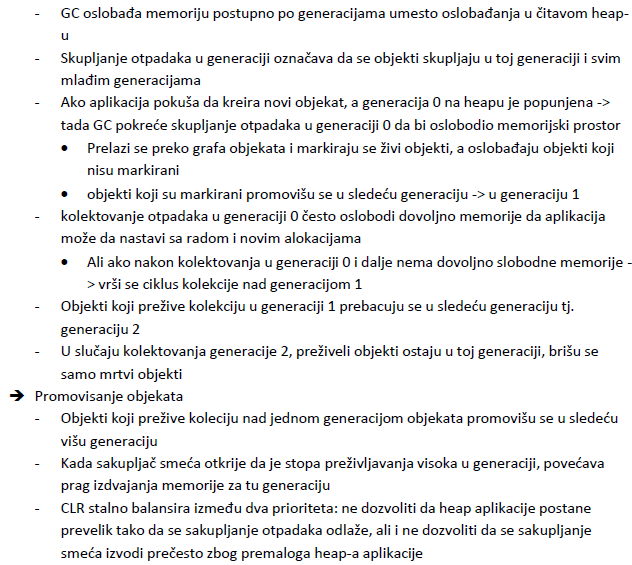 - GC oslobađa memoriju postupno po generacijama umesto oslobađanja u čitavom heap-
u
- Skupljanje otpadaka u generaciji označava da se objekti skupljaju u toj generaciji i svim
mlađim generacijama
- Ako aplikacija pokuša da kreira novi objekat, a generacija 0 na heapu je popunjena ->
tada GC pokreće skupljanje otpadaka u generaciji 0 da bi oslobodio memorijski prostor
• Prelazi se preko grafa objekata i markiraju se živi objekti, a oslobađaju objekti koji
nisu markirani
• objekti koji su markirani promovišu se u sledeću generaciju -> u generaciju 1
- kolektovanje otpadaka u generaciji 0 često oslobodi dovoljno memorije da aplikacija
može da nastavi sa radom i novim alokacijama
• Ali ako nakon kolektovanja u generaciji 0 i dalje nema dovoljno slobodne memorije -
> vrši se ciklus kolekcije nad generacijom 1
- Objekti koji prežive kolekciju u generaciji 1 prebacuju se u sledeću generaciju tj.
generaciju 2
- U slučaju kolektovanja generacije 2, preživeli objekti ostaju u toj generaciji, brišu se
samo mrtvi objekti
➔ Promovisanje objekata
- Objekti koji prežive koleciju nad jednom generacijom objekata promovišu se u sledeću
višu generaciju
- Kada sakupljač smeća otkrije da je stopa preživljavanja visoka u generaciji, povećava
prag izdvajanja memorije za tu generaciju
- CLR stalno balansira između dva prioriteta: ne dozvoliti da heap aplikacije postane
prevelik tako da se sakupljanje otpadaka odlaže, ali i ne dozvoliti da se sakupljanje
smeća izvodi prečesto zbog premaloga heap-a aplikacije